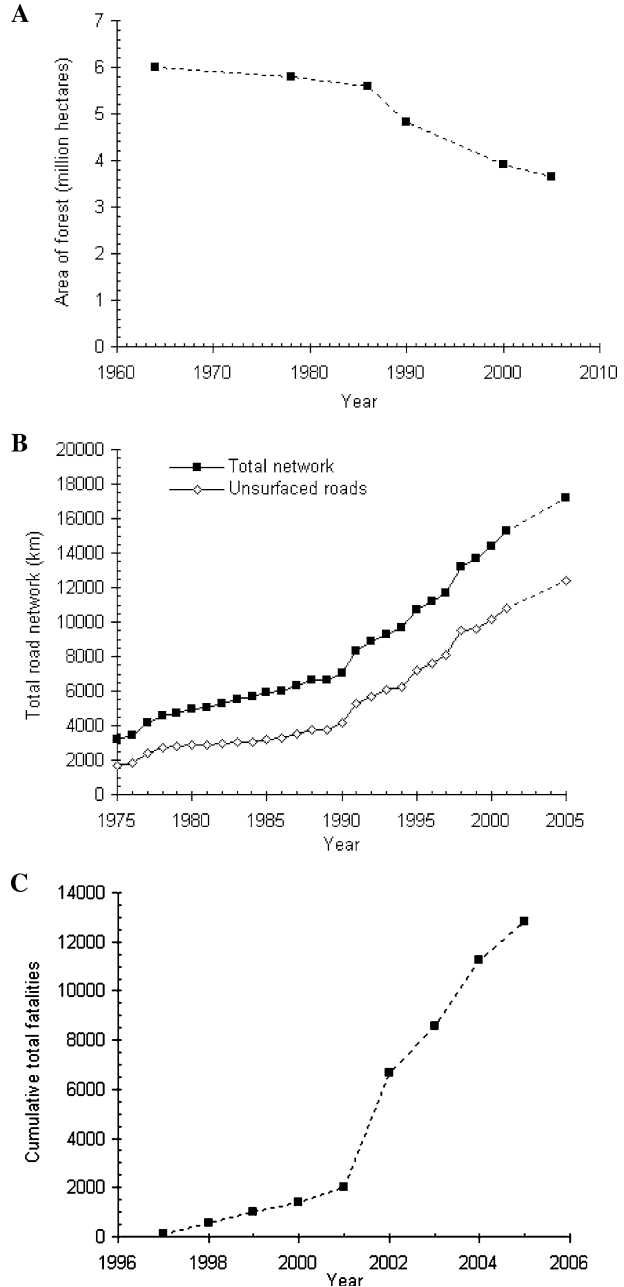 A
7
6
5
4
3
2
1
0
Area of forest (million hectares)
1960 1970 1980 1990 2000 2010
Year
B
20000
18000
16000
14000
12000
10000
8000
6000
4000
2000
0
Total road network (km)
Total network
Unsurfaced roads
1975 1980 1985 1990 1995 2000 2005
Year
C
14000
12000
10000
8000
6000
4000
2000
0
Cumulative total fatalities
1996 1998 2000 2002 2004 2006
Year